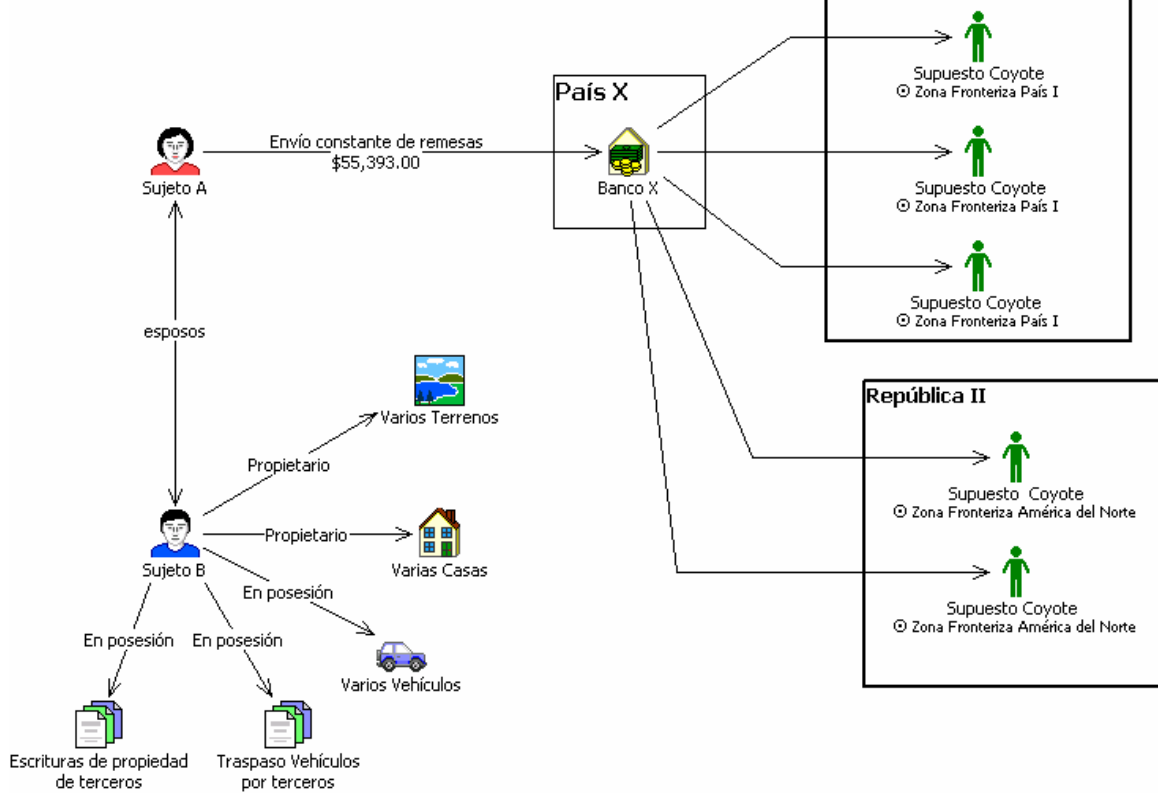 Supuesto Coyote
⊙ Zona Fronteriza País I
País X
Envío constante de remesas
$55,393.00
Sujeto A
Banco X
Supuesto Coyote
⊙ Zona Fronteriza País I
Supuesto Coyote
⊙ Zona Fronteriza País I
esposos
República II
Varios Terrenos
Propietario
Supuesto Coyote
⊙ Zona Fronteriza América del Norte
Propietario
Sujeto B
Varias Casas
En posesión
Supuesto Coyote
⊙ Zona Fronteriza América del Norte
En posesión
En posesión
Varios Vehículos
Escrituras de propiedad
de terceros
Traspaso Vehículos
por terceros